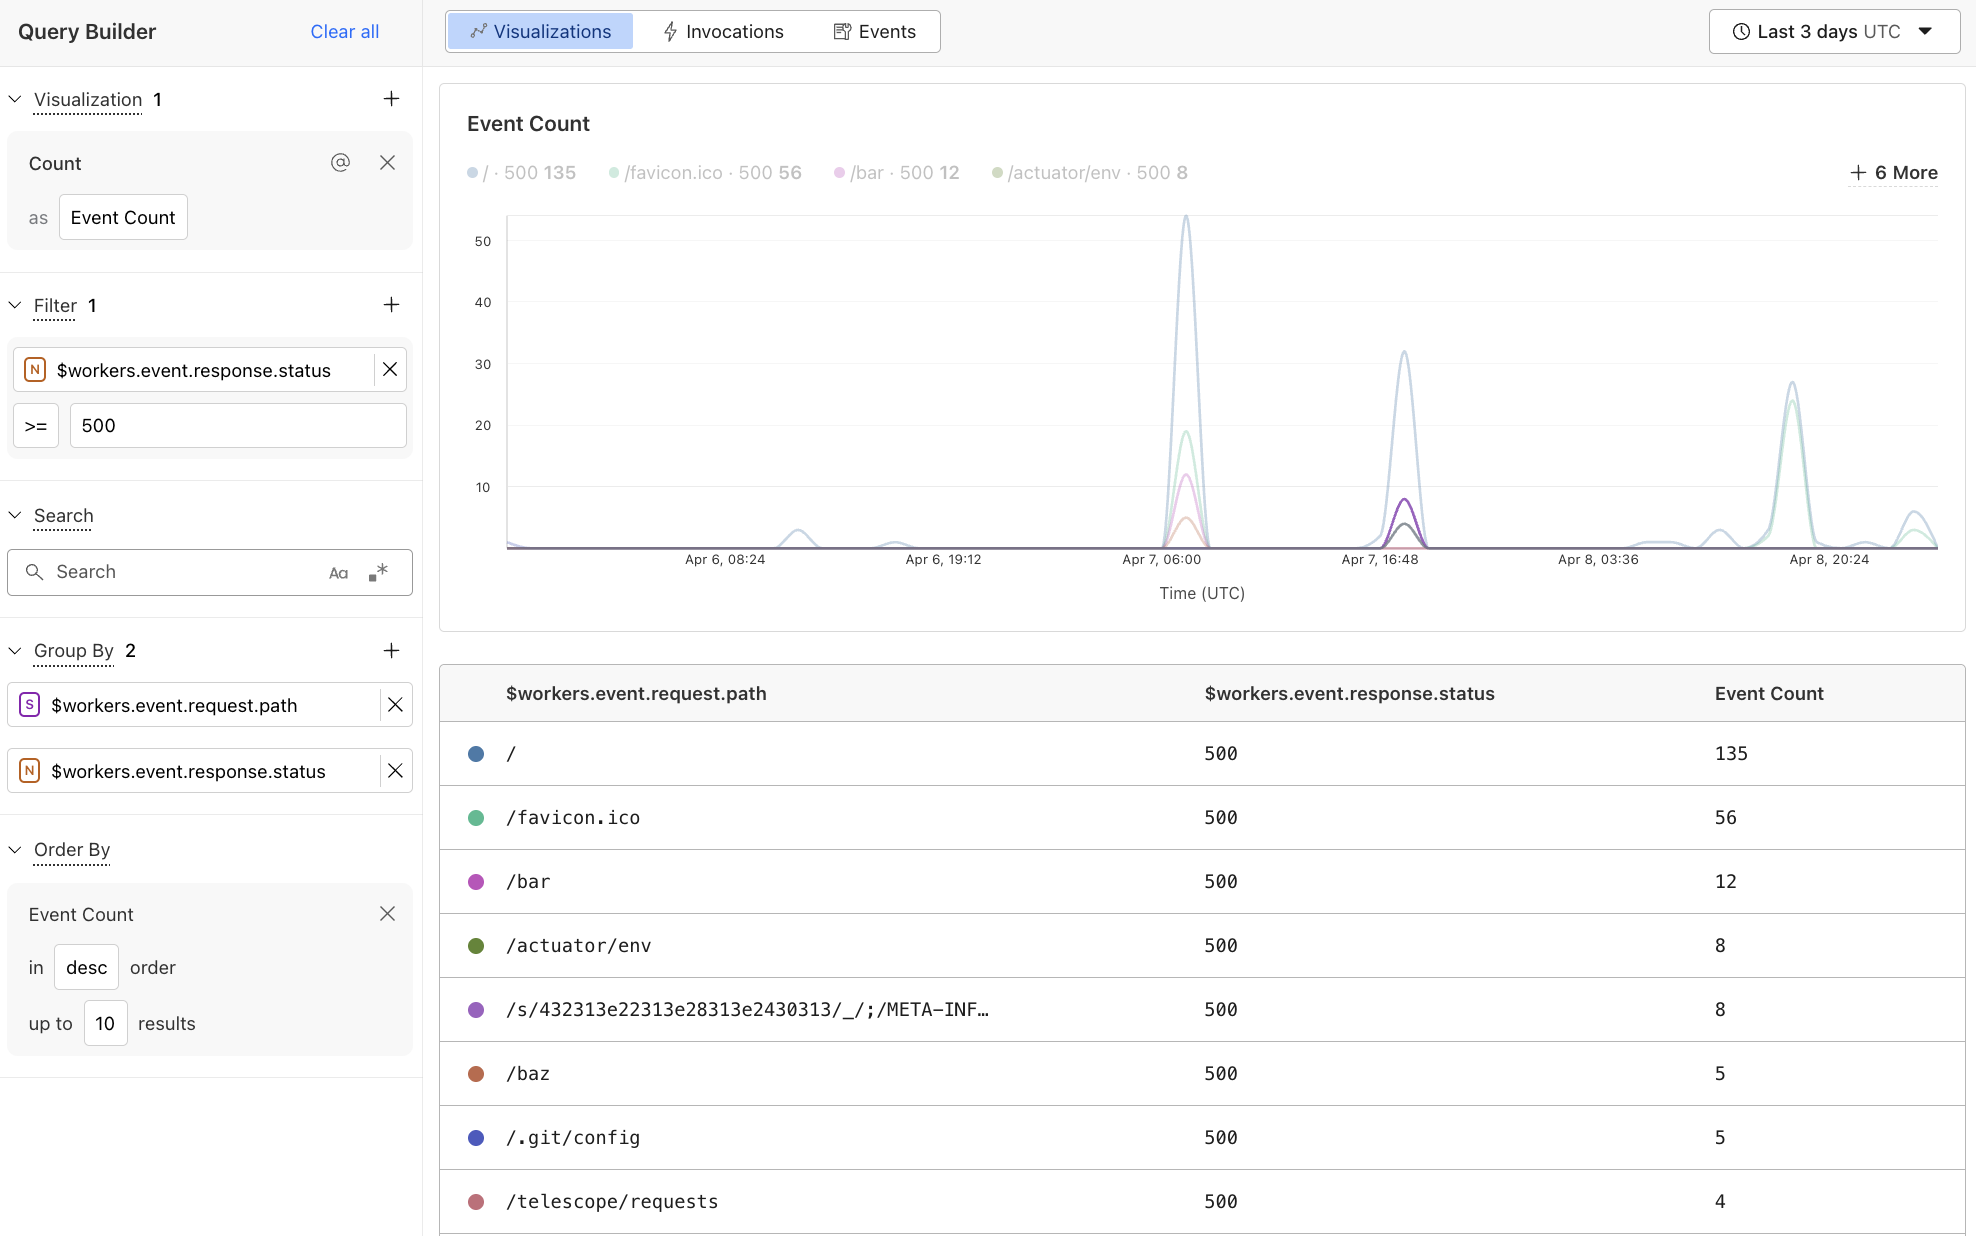 Query Builder
Clear all
Visualization 1
Count
@
as Event Count
Filter 1
N $workers.event.response.status
>= 500
Search
Search Aa .*
Group By 2
S $workers.event.request.path
N $workers.event.response.status
Order By
Event Count
in desc order
up to 10 results
Visualizations Invocations Events
Last 3 days UTC
Event Count
/ · 500 135 /favicon.ico · 500 56 /bar · 500 12 /actuator/env · 500 8
+ 6 More
50
40
30
20
10
Apr 6, 08:24 Apr 6, 19:12 Apr 7, 06:00 Apr 7, 16:48 Apr 8, 03:36 Apr 8, 20:24
Time (UTC)
$workers.event.request.path $workers.event.response.status Event Count
/ 500 135
/favicon.ico 500 56
/bar 500 12
/actuator/env 500 8
/s/432313e22313e28313e2430313/_/;/META-INF… 500 8
/baz 500 5
/.git/config 500 5
/telescope/requests 500 4